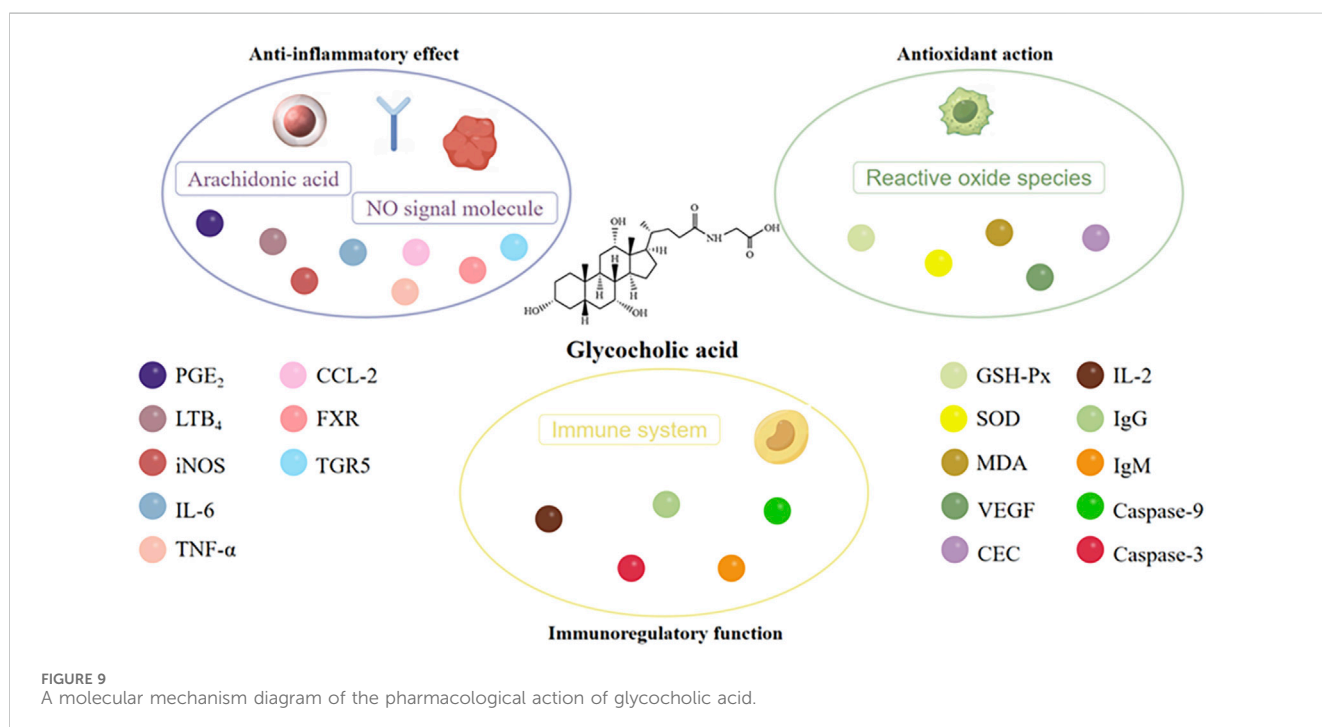 Anti-inflammatory effect
Antioxidant action
Arachidonic acid
NO signal molecule
Reactive oxide species
OH
O
NH
OH
O
H
H
H
H
HO
H
OH
Glycocholic acid
PGE₂
CCL-2
LTB₄
FXR
iNOS
TGR5
IL-6
TNF-α
Immune system
GSH-Px
IL-2
SOD
IgG
MDA
IgM
VEGF
Caspase-9
CEC
Caspase-3
Immunoregulatory function
FIGURE 9
A molecular mechanism diagram of the pharmacological action of glycocholic acid.